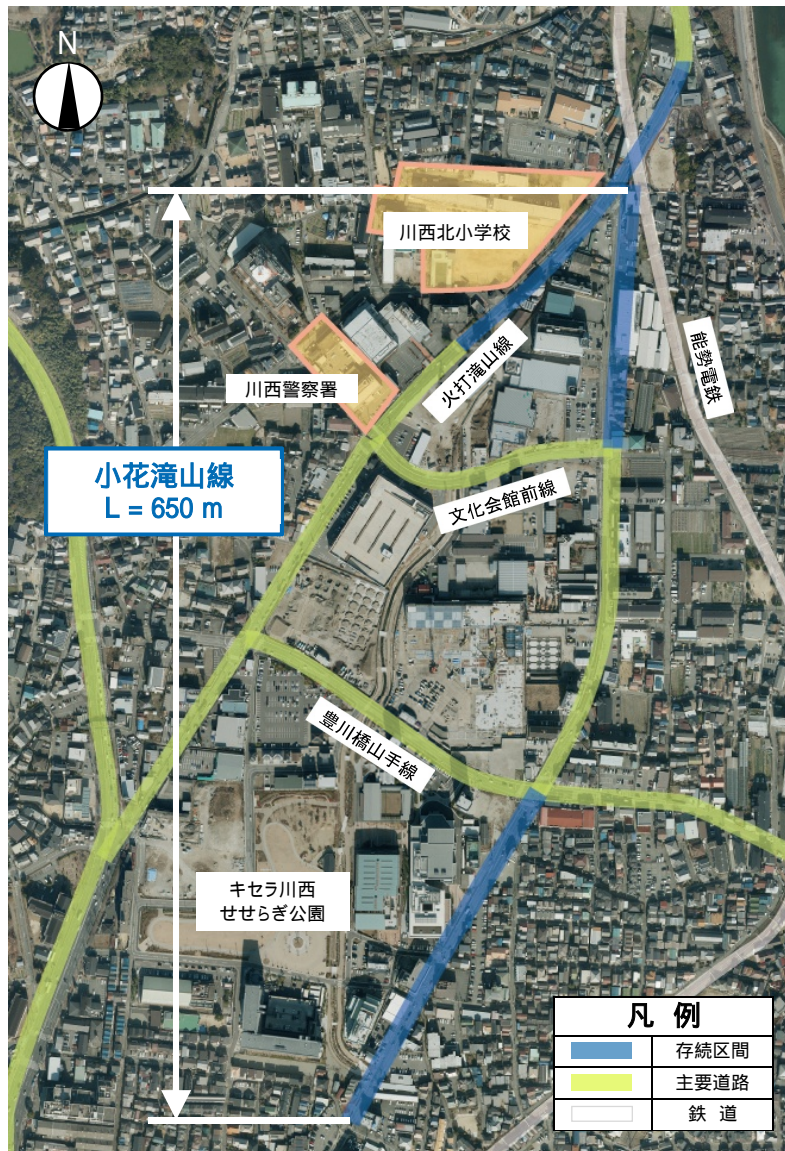 N
川西北小学校
火打滝山線
能勢電鉄
川西警察署
小花滝山線
L = 650 m
文化会館前線
豊川橋山手線
キセラ川西
せせらぎ公園
凡 例
存続区間
主要道路
鉄 道